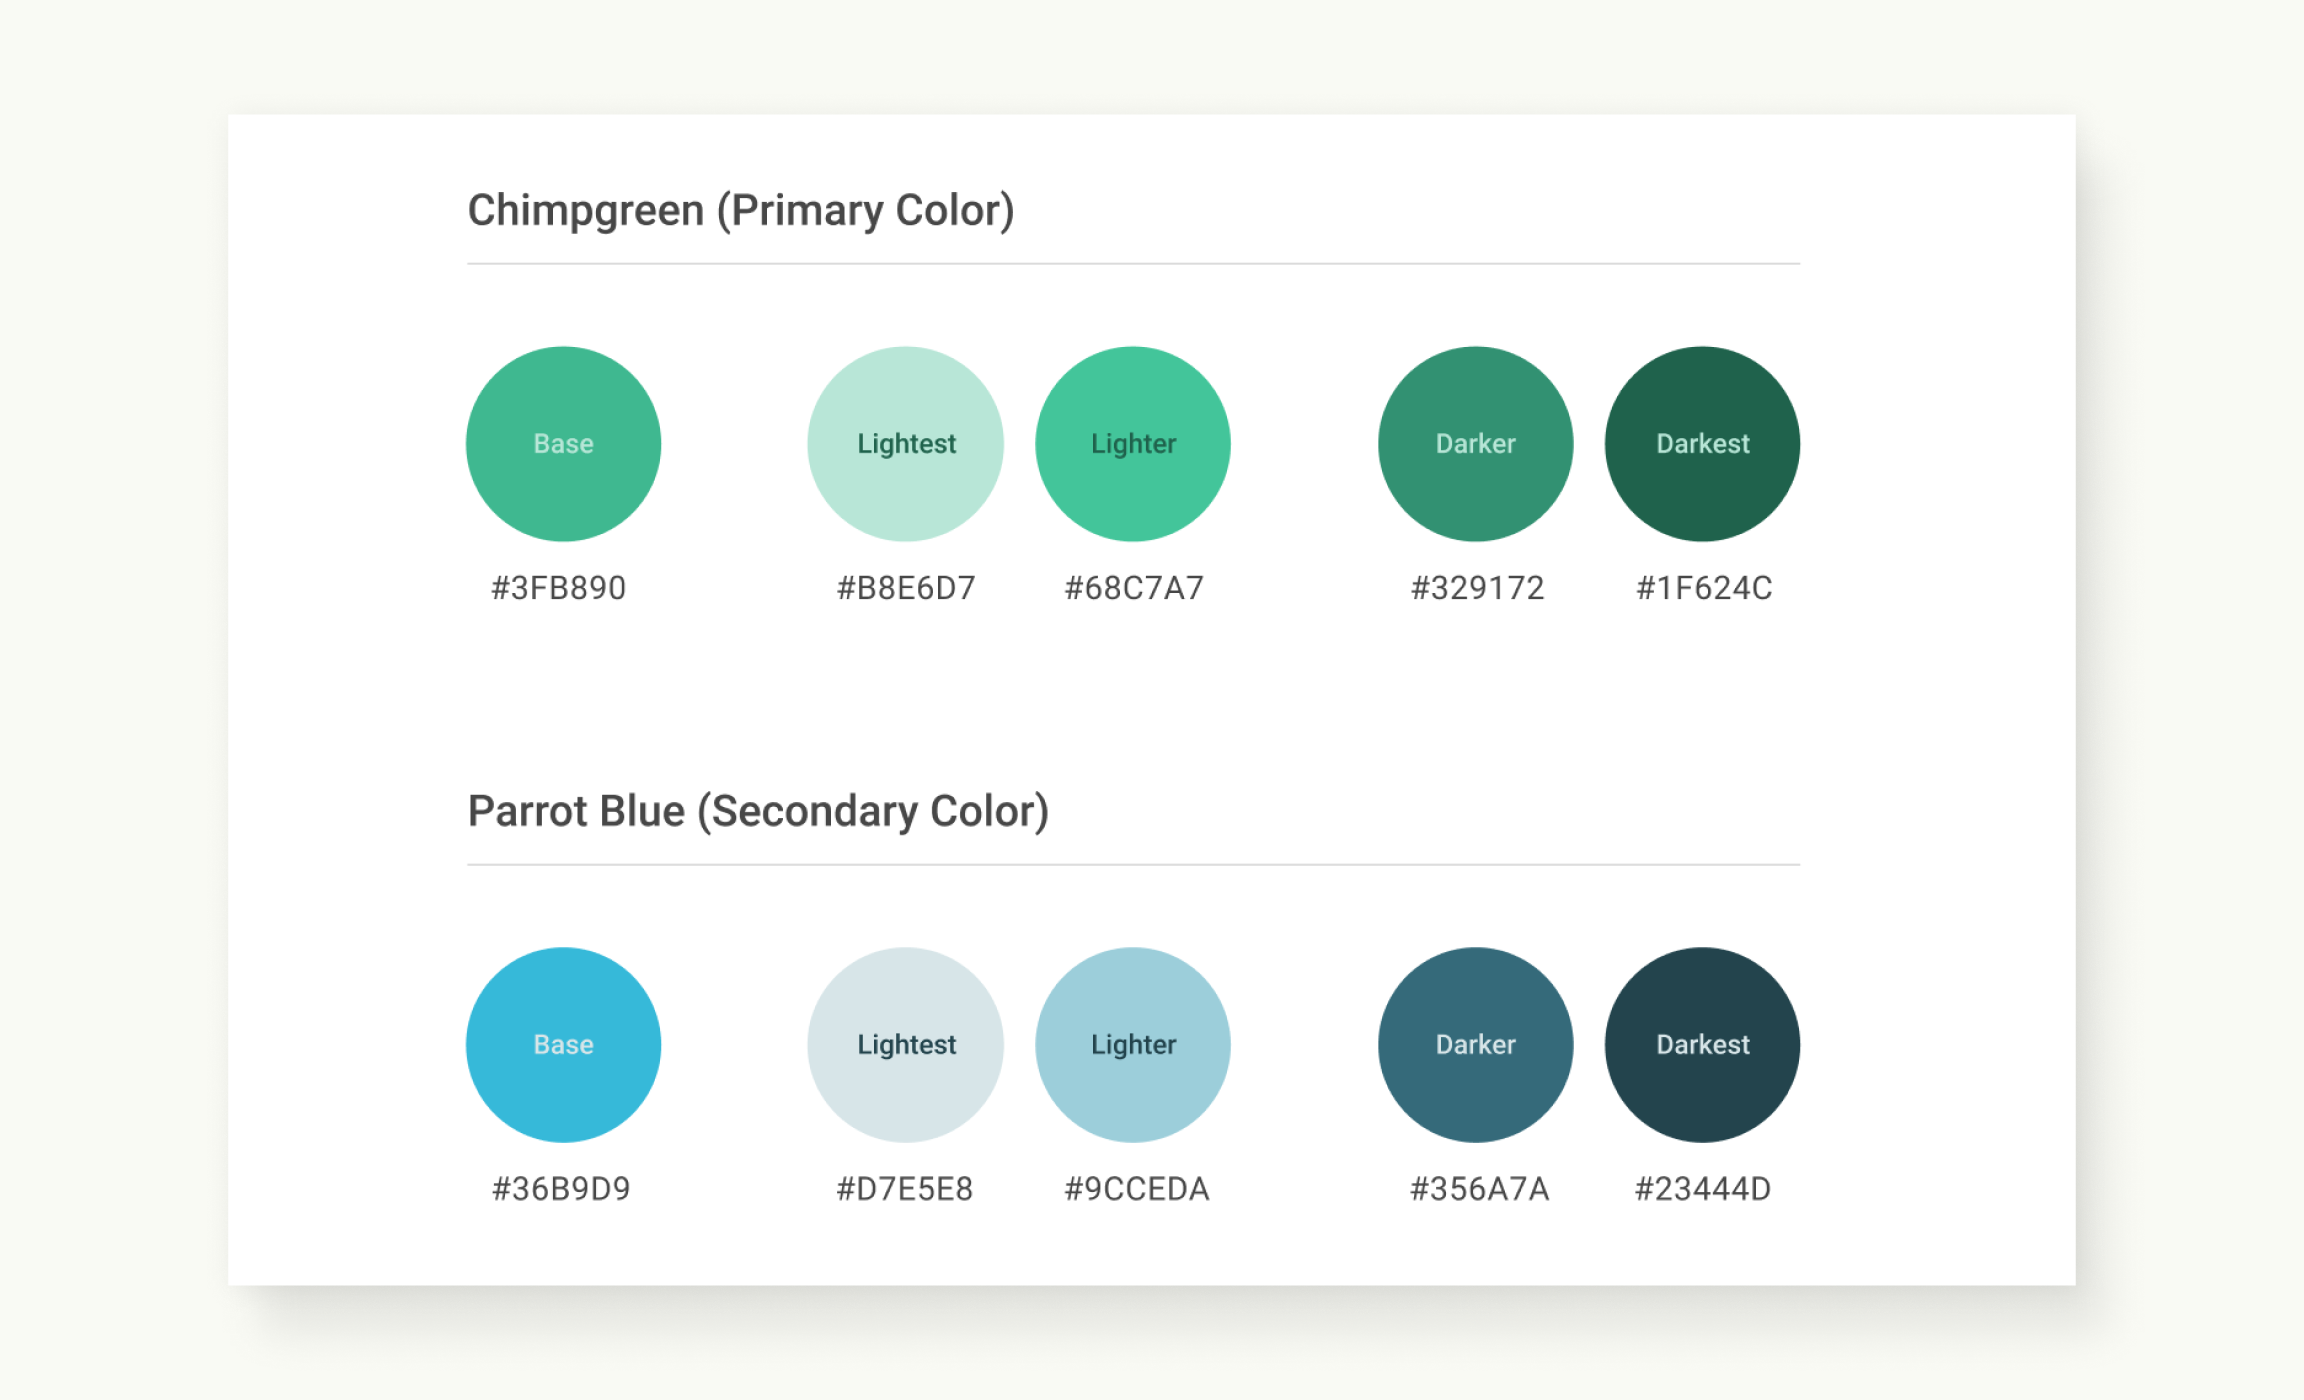 Chimpgreen (Primary Color)
Base
Lightest
Lighter
Darker
Darkest
#3FB890
#B8E6D7
#68C7A7
#329172
#1F624C
Parrot Blue (Secondary Color)
Base
Lightest
Lighter
Darker
Darkest
#36B9D9
#D7E5E8
#9CCEDA
#356A7A
#23444D